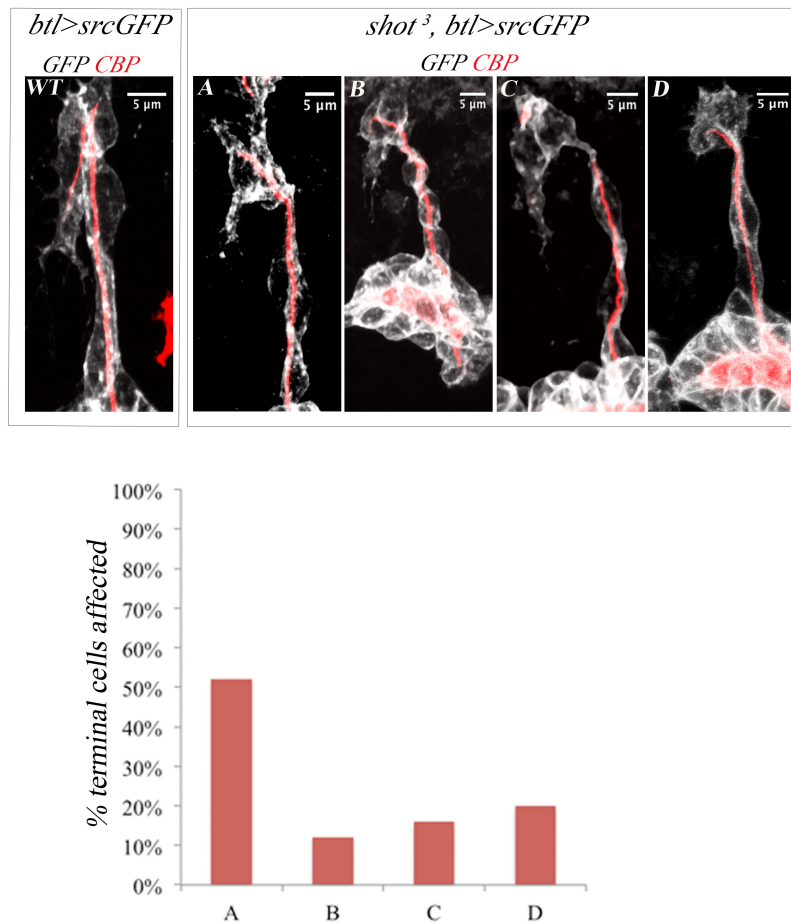 btl>srcGFP
shot ³, btl>srcGFP
GFP CBP
GFP CBP
WT
5 µm
A
5 µm
B
5 µm
C
5 µm
D
5 µm
100%
90%
80%
70%
60%
50%
40%
30%
20%
10%
0%
% terminal cells affected
A B C D